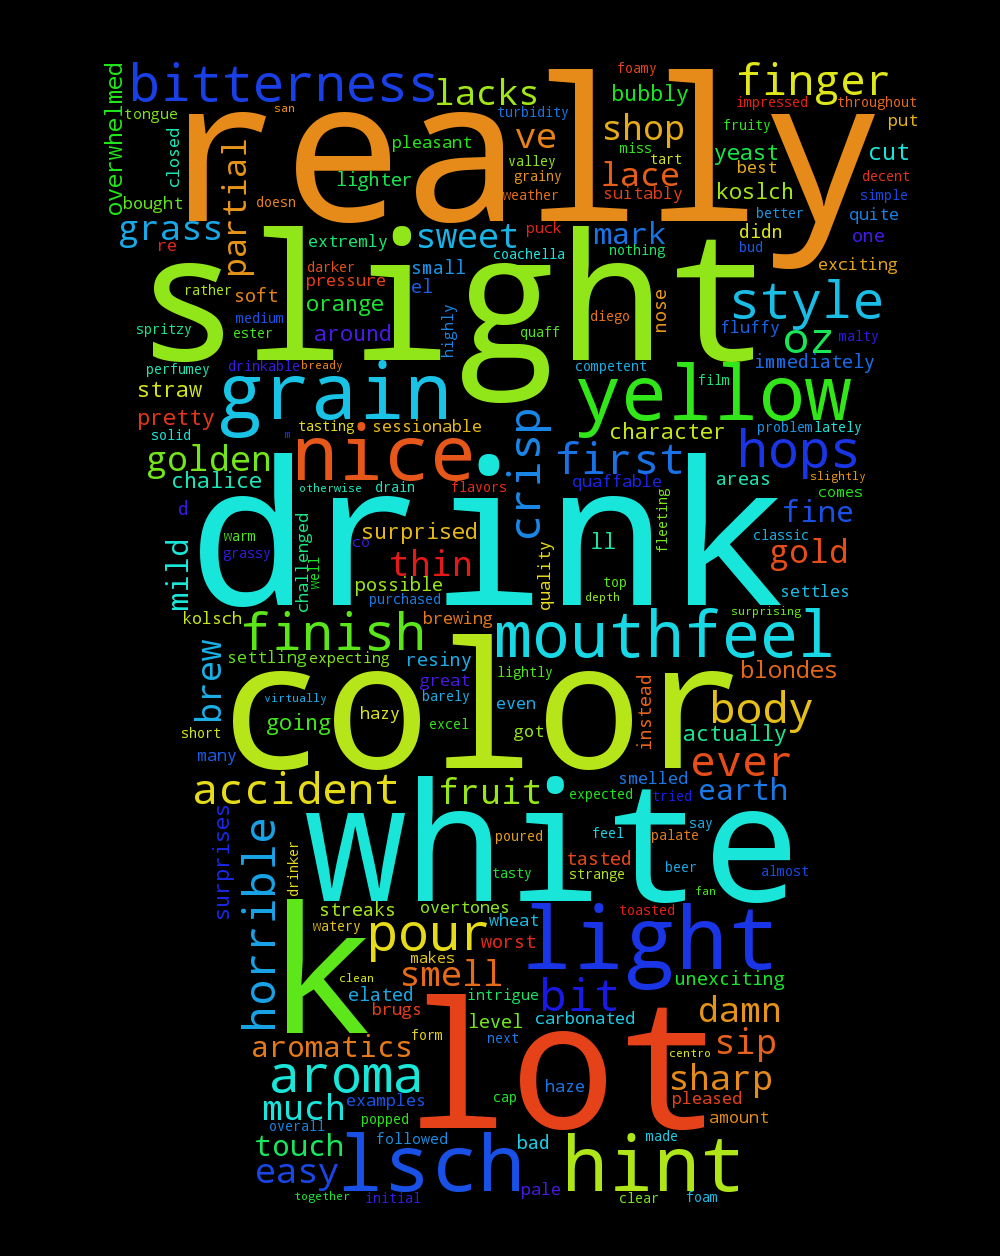 foamy
bitterness lacks bubbly finger
overwhelmed tongue san turbidity impressed throughout
really
closed partial pleasant ve shop fruity put
lighter valley miss tart yeast cut
grainy lace best decent
bought doesn weather suitably koslch simple
grass puck better quite
re extremly sweet mark didn one
coachella nothing bud
slight
rather darker small exciting
soft pressure el nose style
orange diego
spritzy medium ester around highly quaff fluffy oz malty
perfumey drinkable bready competent immediately
straw grain film yellow
pretty tasting sessionable character problem lately
solid m nice crisp first hops
golden
chalice otherwise drain flavors quaffable areas slightly
comes
drink
d surprised fleeting fine
warm challenged co ll classic
grassy thin quality gold
mild well possible top settles
purchased depth
kolsch brewing surprising
finish mouthfeel
brew settling expecting resiny lightly blondes
great instead
color
virtually barely even body
short going hazy excel got actually
many ever
accident fruit smelled earth
expected tried
white
surprises horrible poured feel say
drinker palate
tasted beer almost
tasty strange
fan
k
streaks overtones toasted
watery pour wheat light
worst
clean makes smell unexciting
elated intrigue bit
brugs damn
level carbonated
lot
form next sip
aromatics centro
aroma sharp
haze
much examples cap pleased
popped amount
overall followed made
touch lsch bad hint
easy pale
together initial clear foam